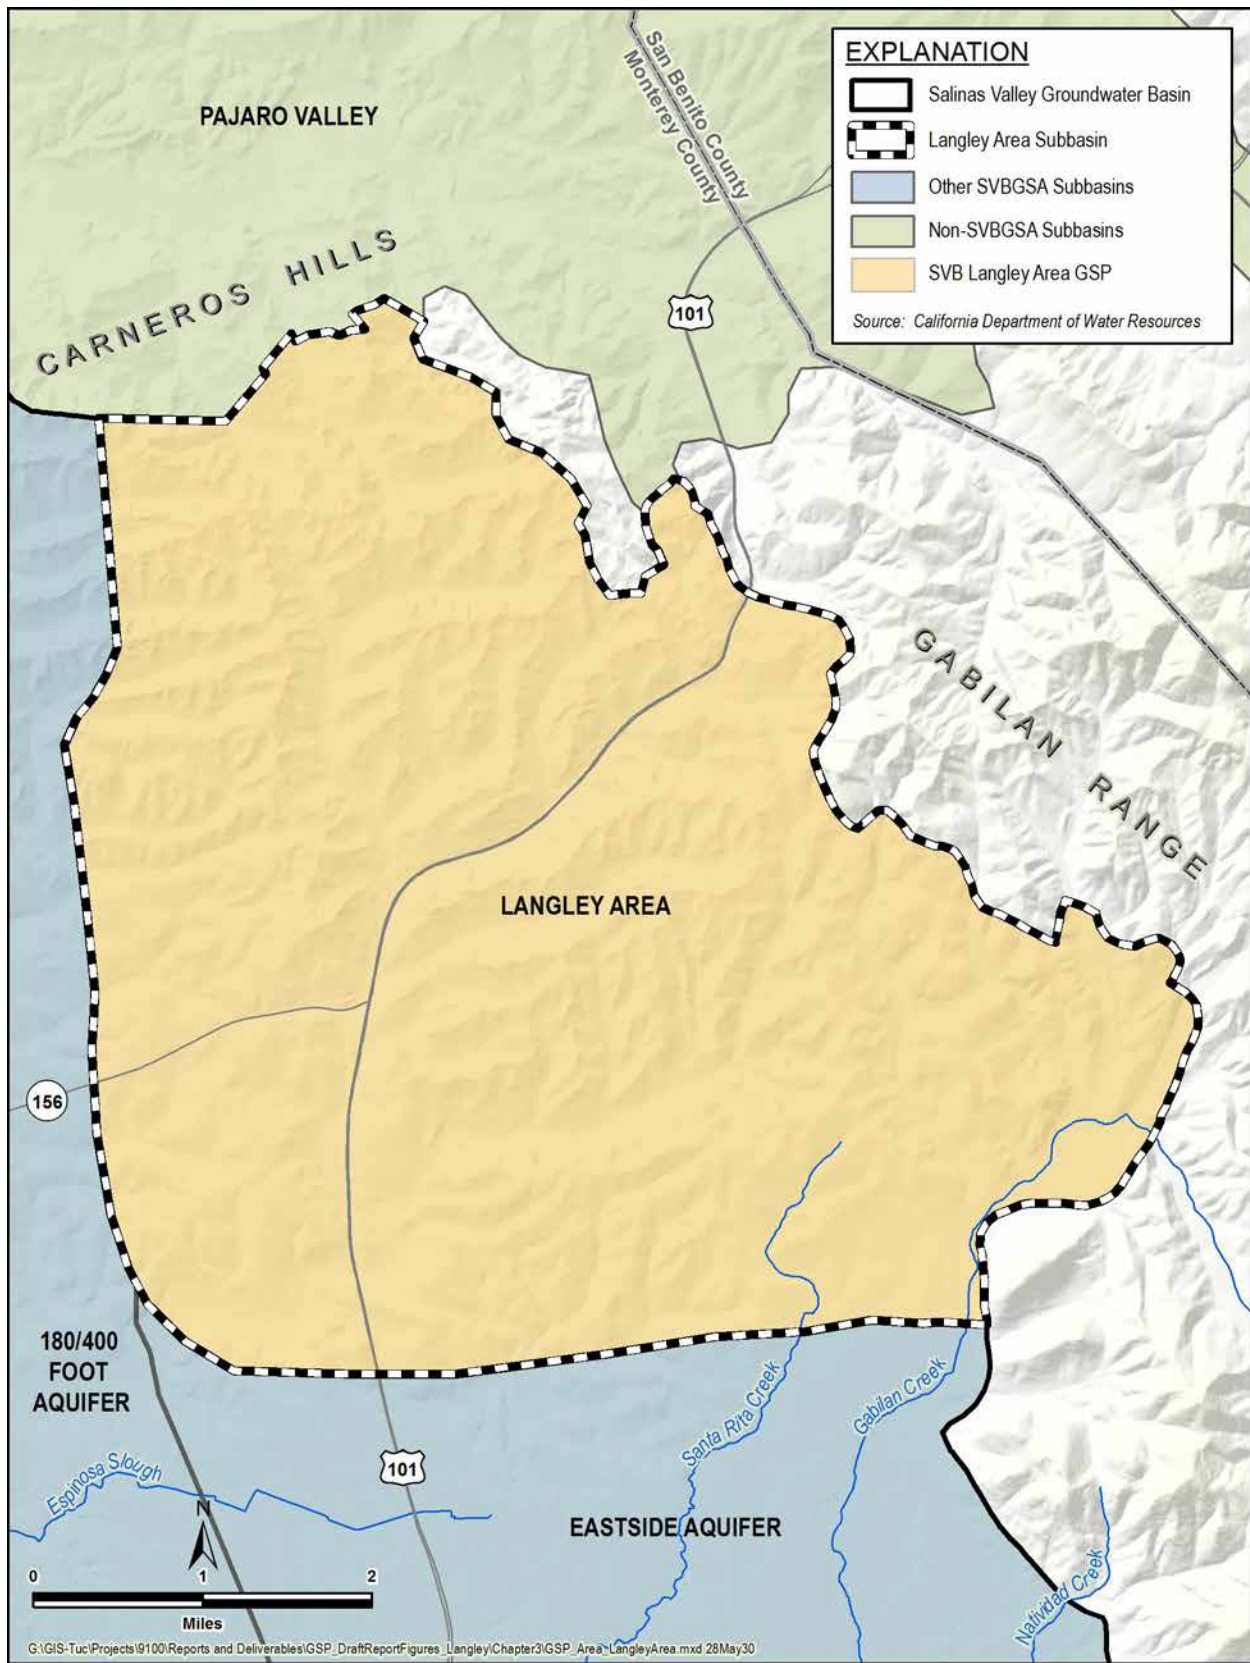 EXPLANATION
Salinas Valley Groundwater Basin
Langley Area Subbasin
Other SVBGSA Subbasins
Non-SVBGSA Subbasins
SVB Langley Area GSP
Source: California Department of Water Resources
San Benito County
Monterey County
PAJARO VALLEY
CARNEROS HILLS
101
GABILAN RANGE
LANGLEY AREA
156
180/400
FOOT
AQUIFER
Santa Rita Creek
Gabilan Creek
101
Espinosa Slough
EASTSIDE AQUIFER
Natividad Creek
N
0 1 2
Miles
G:\GIS-Tuc\Projects\9100\Reports and Deliverables\GSP_DraftReportFigures_Langley\Chapter3\GSP_Area_LangleyArea.mxd 28May30